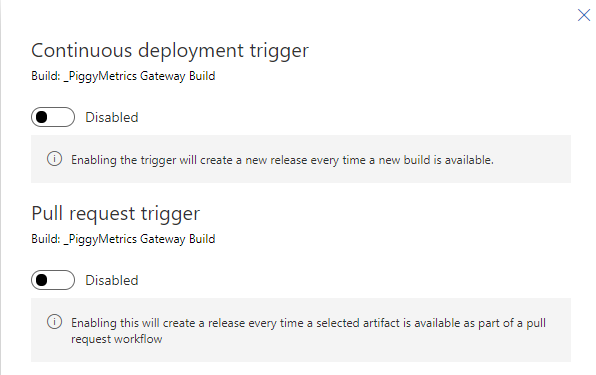 Continuous deployment trigger
Build: _PiggyMetrics Gateway Build
Disabled
Enabling the trigger will create a new release every time a new build is available.
Pull request trigger
Build: _PiggyMetrics Gateway Build
Disabled
Enabling this will create a release every time a selected artifact is available as part of a pull
request workflow